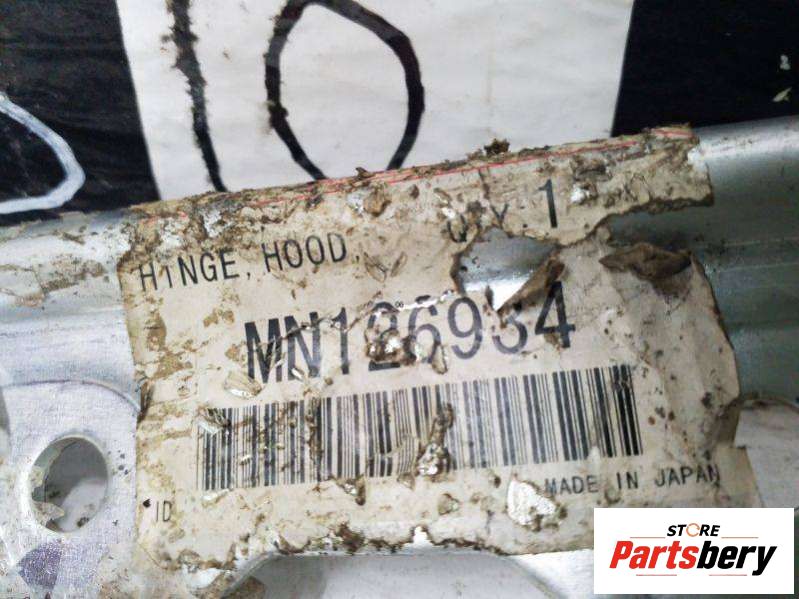 QTY. 1
HINGE, HOOD,
MN126934
ID
MADE IN JAPAN
STORE
Partsbery